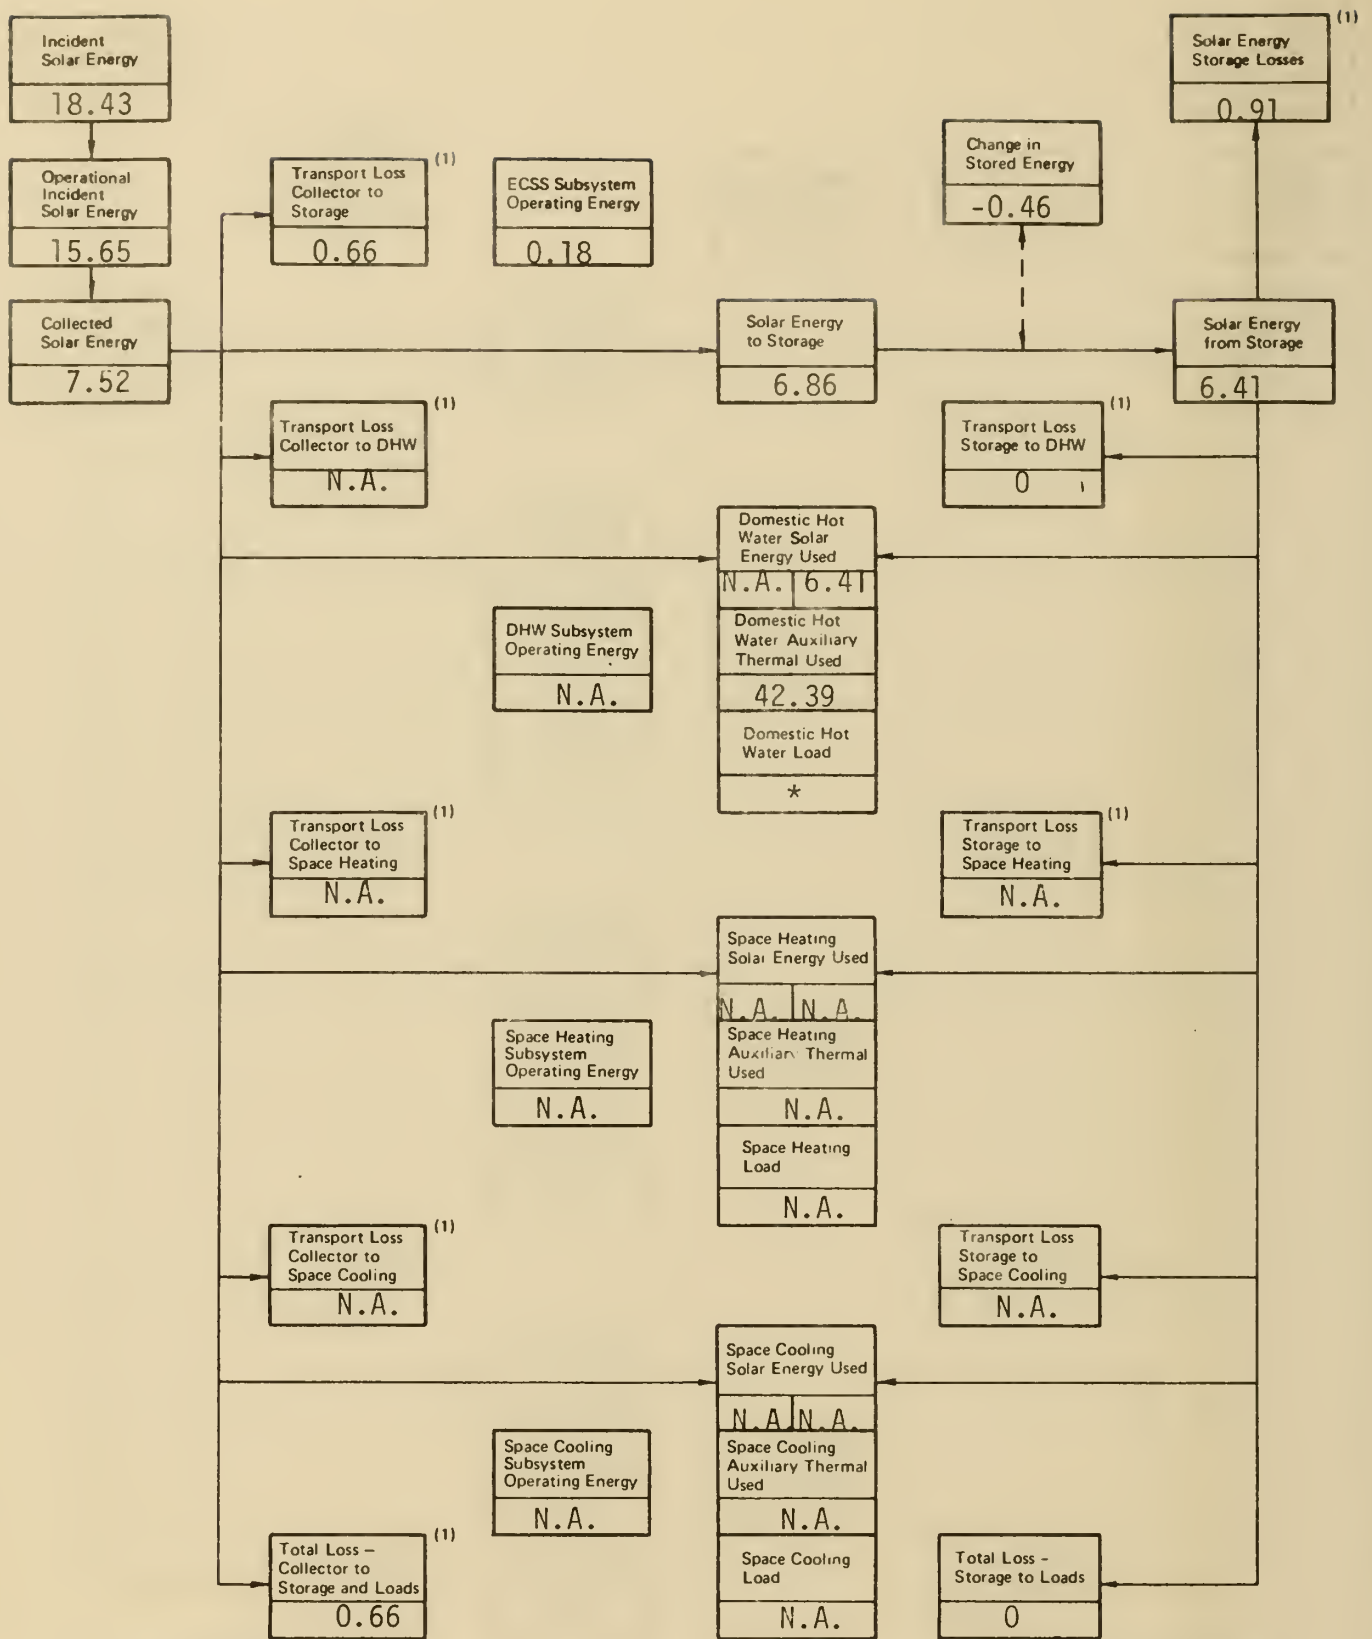 Incident
Solar Energy
18.43
Operational
Incident
Solar Energy
15.65
Collected
Solar Energy
7.52
(1)
Transport Loss
Collector to
Storage
0.66
ECSS Subsystem
Operating Energy
0.18
Change in
Stored Energy
-0.46
(1)
Solar Energy
Storage Losses
0.91
Solar Energy
to Storage
6.86
Solar Energy
from Storage
6.41
(1)
Transport Loss
Collector to DHW
N.A.
(1)
Transport Loss
Storage to DHW
0
Domestic Hot
Water Solar
Energy Used
N.A. 6.41
Domestic Hot
Water Auxiliary
Thermal Used
42.39
Domestic Hot
Water Load
*
DHW Subsystem
Operating Energy
N.A.
(1)
Transport Loss
Collector to
Space Heating
N.A.
(1)
Transport Loss
Storage to
Space Heating
N.A.
Space Heating
Solar Energy Used
N.A. N.A.
Space Heating
Auxiliary Thermal
Used
N.A.
Space Heating
Load
N.A.
Space Heating
Subsystem
Operating Energy
N.A.
(1)
Transport Loss
Collector to
Space Cooling
N.A.
Transport Loss
Storage to
Space Cooling
N.A.
Space Cooling
Solar Energy Used
N.A. N.A.
Space Cooling
Auxiliary Thermal
Used
N.A.
Space Cooling
Load
N.A.
Space Cooling
Subsystem
Operating Energy
N.A.
(1)
Total Loss –
Collector to
Storage and Loads
0.66
Total Loss -
Storage to Loads
0